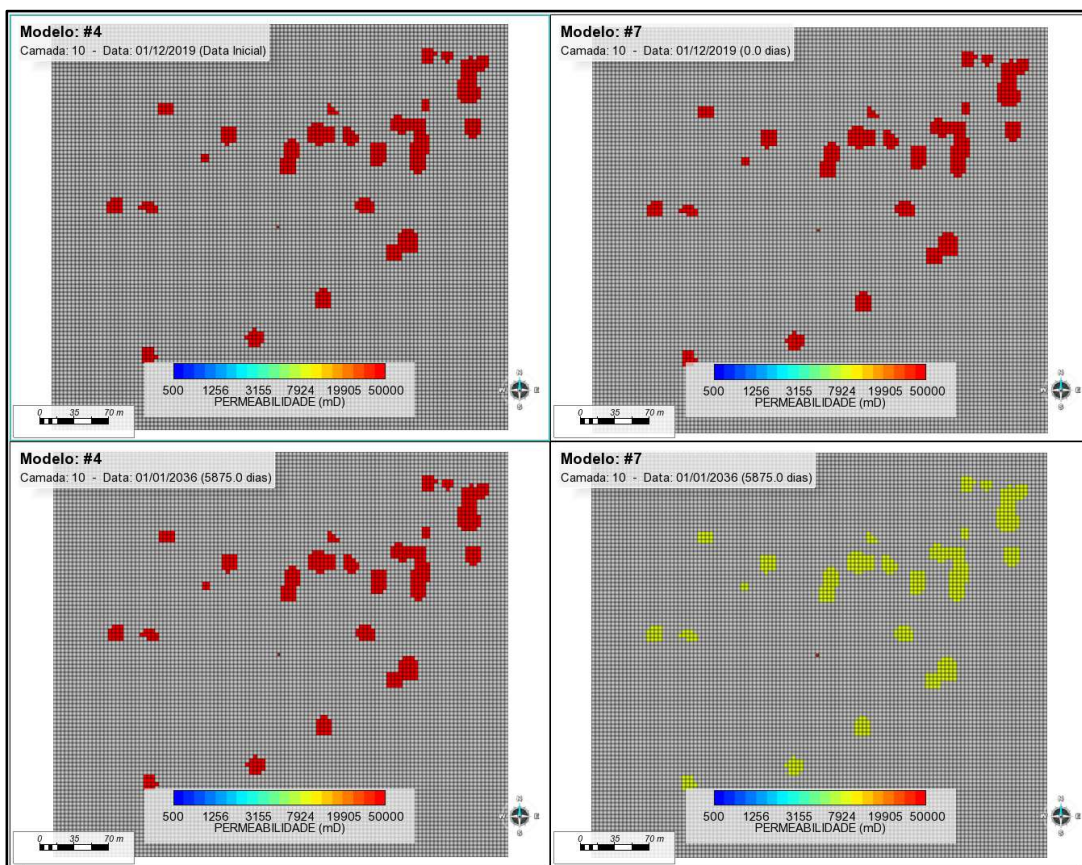 Modelo: #4
Camada: 10 - Data: 01/12/2019 (Data Inicial)
N
W E
S
500 1256 3155 7924 19905 50000
PERMEABILIDADE (mD)
0 35 70 m
Modelo: #7
Camada: 10 - Data: 01/12/2019 (0.0 dias)
N
W E
S
500 1256 3155 7924 19905 50000
PERMEABILIDADE (mD)
0 35 70 m
Modelo: #4
Camada: 10 - Data: 01/01/2036 (5875.0 dias)
N
W E
S
500 1256 3155 7924 19905 50000
PERMEABILIDADE (mD)
0 35 70 m
Modelo: #7
Camada: 10 - Data: 01/01/2036 (5875.0 dias)
N
W E
S
500 1256 3155 7924 19905 50000
PERMEABILIDADE (mD)
0 35 70 m